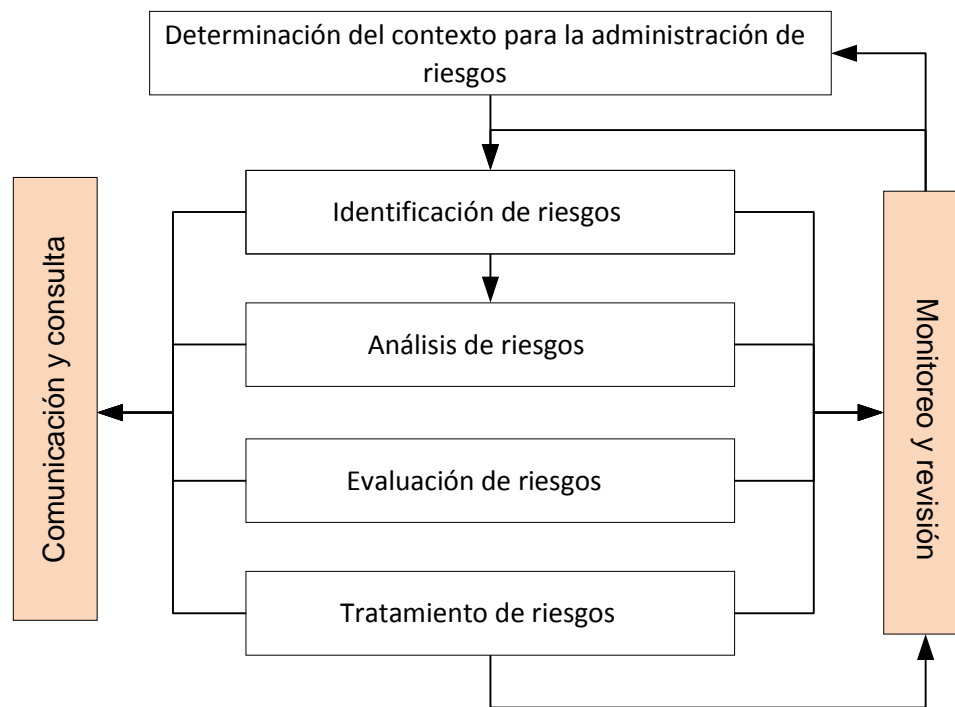 Determinación del contexto para la administración de
riesgos
Identificación de riesgos
Comunicación y consulta
Monitoreo y revisión
Análisis de riesgos
Evaluación de riesgos
Tratamiento de riesgos